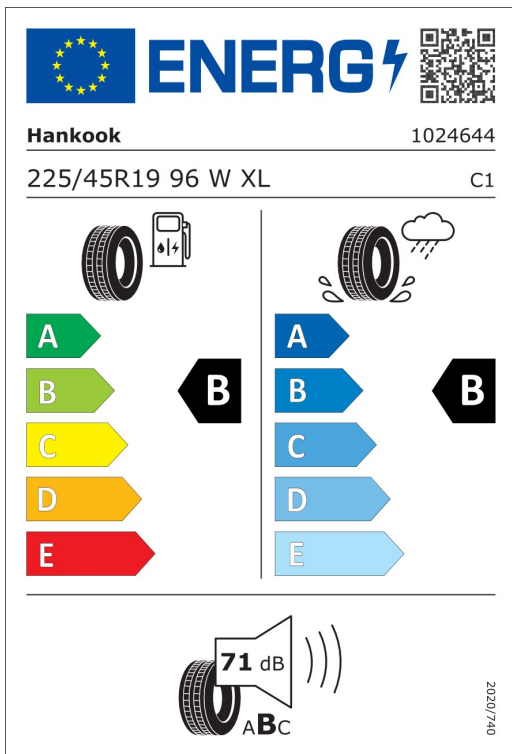 ENERG
Hankook 1024644
225/45R19 96 W XL C1
A
B
C
D
E
B
A
B
C
D
E
B
71 dB
ABC
2020/740